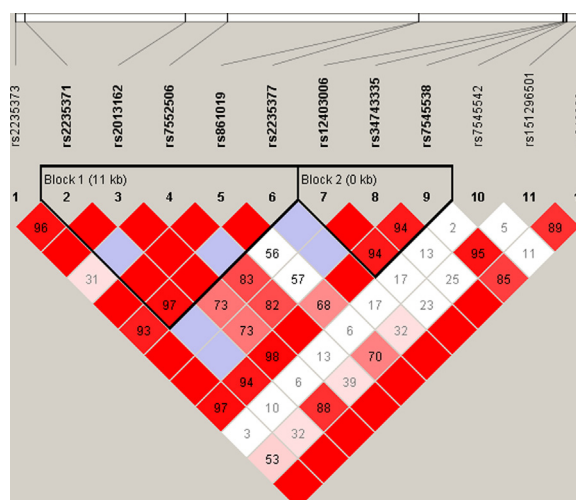 rs2235373
rs2235371
rs2013162
rs7552506
rs861019
rs2235377
rs12403006
rs34743335
rs7545538
rs7545542
rs151296501
Block 1 (11 kb) Block 2 (0 kb)
1 2 3 4 5 6 7 8 9 10 11
96 94 2 5 89
56 94 13 95 11
31 83 57 17 25 85
97 73 82 68 17 23
93 73 6 32
98 13 70
94 6 39
97 10 88
3 32
53